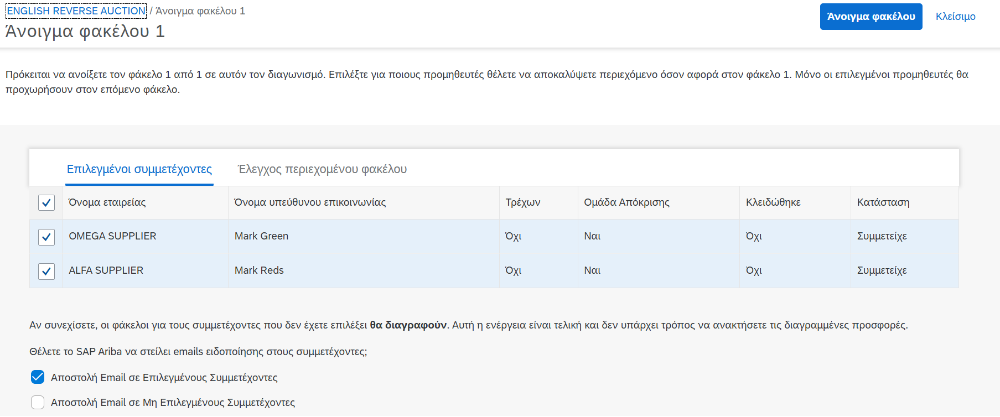 ENGLISH REVERSE AUCTION / Άνοιγμα φακέλου 1
Άνοιγμα φακέλου 1
Άνοιγμα φακέλου
Κλείσιμο
Πρόκειται να ανοίξετε τον φάκελο 1 από 1 σε αυτόν τον διαγωνισμό. Επιλέξτε για ποιους προμηθευτές θέλετε να αποκαλύψετε περιεχόμενο όσον αφορά στον φάκελο 1. Μόνο οι επιλεγμένοι προμηθευτές θα
προχωρήσουν στον επόμενο φάκελο.
Επιλεγμένοι συμμετέχοντες Έλεγχος περιεχομένου φακέλου
Όνομα εταιρείας Όνομα υπεύθυνου επικοινωνίας Τρέχων Ομάδα Απόκρισης Κλειδώθηκε Κατάσταση
OMEGA SUPPLIER Mark Green Όχι Ναι Όχι Συμμετείχε
ALFA SUPPLIER Mark Reds Όχι Ναι Όχι Συμμετείχε
Αν συνεχίσετε, οι φάκελοι για τους συμμετέχοντες που δεν έχετε επιλέξει θα διαγραφούν. Αυτή η ενέργεια είναι τελική και δεν υπάρχει τρόπος να ανακτήσετε τις διαγραμμένες προσφορές.
Θέλετε το SAP Ariba να στείλει emails ειδοποίησης στους συμμετέχοντες;
Αποστολή Email σε Επιλεγμένους Συμμετέχοντες
Αποστολή Email σε Μη Επιλεγμένους Συμμετέχοντες